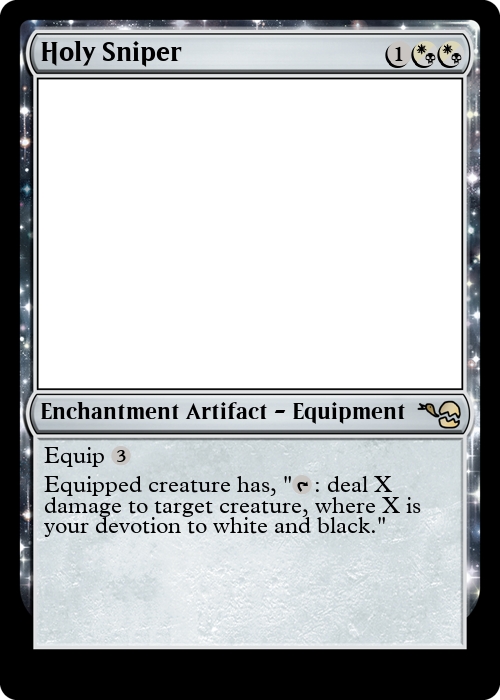 Holy Sniper 1
Enchantment Artifact - Equipment
Equip 3
Equipped creature has, " : deal X
damage to target creature, where X is
your devotion to white and black."